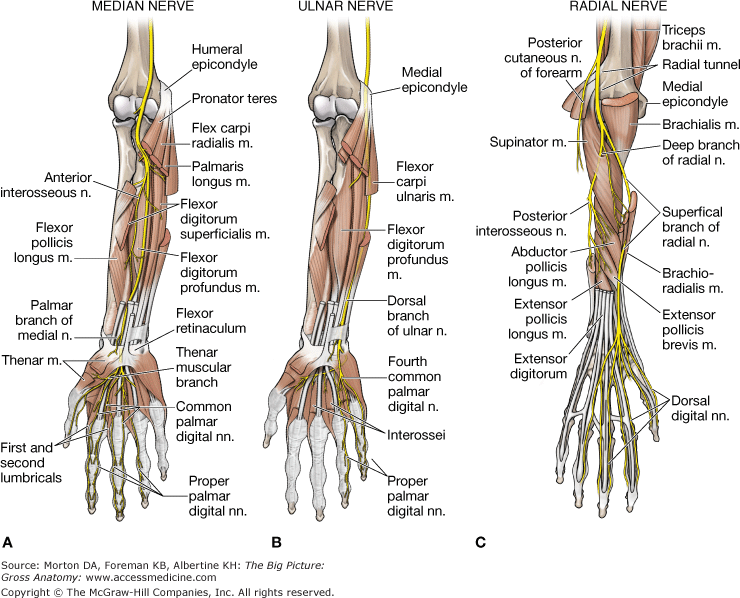 MEDIAN NERVE
Humeral
epicondyle
Pronator teres
Flex carpi
radialis m.
Palmaris
longus m.
Anterior
interosseous n.
Flexor
digitorum
superficialis m.
Flexor
pollicis
longus m.
Flexor
digitorum
profundus m.
Palmar
branch of
medial n.
Flexor
retinaculum
Thenar m.
Thenar
muscular
branch
Common
palmar
digital nn.
First and
second
lumbricals
Proper
palmar
digital nn.
A
ULNAR NERVE
Medial
epicondyle
Flexor
carpi
ulnaris m.
Flexor
digitorum
profundus
m.
Dorsal
branch
of ulnar n.
Fourth
common
palmar
digital n.
Interossei
Proper
palmar
digital nn.
B
RADIAL NERVE
Posterior
cutaneous n.
of forearm
Triceps
brachii m.
Radial tunnel
Medial
epicondyle
Supinator m.
Brachialis m.
Deep branch
of radial n.
Posterior
interosseous n.
Superfical
branch of
radial n.
Abductor
pollicis
longus m.
Brachio-
radialis m.
Extensor
pollicis
longus m.
Extensor
pollicis
brevis m.
Extensor
digitorum
Dorsal
digital nn.
C
Source: Morton DA, Foreman KB, Albertine KH: The Big Picture:
Gross Anatomy: www.accessmedicine.com
Copyright © The McGraw-Hill Companies, Inc. All rights reserved.